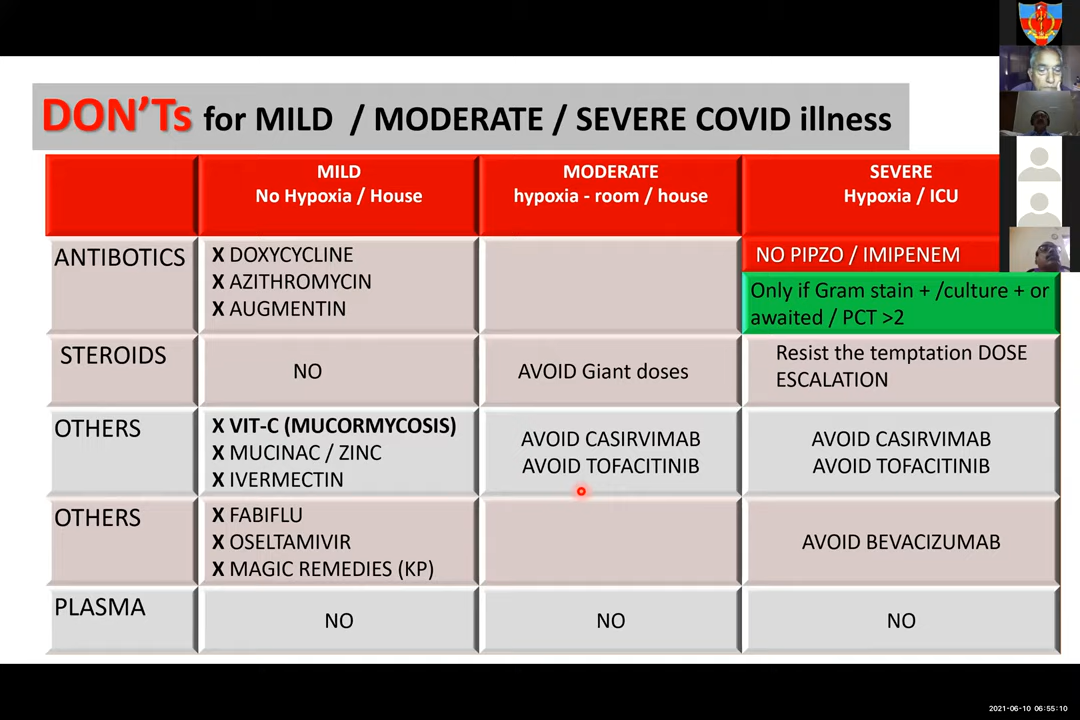 DON'Ts for MILD / MODERATE / SEVERE COVID illness
MILD
No Hypoxia / House
MODERATE
hypoxia - room / house
SEVERE
Hypoxia / ICU
ANTIBOTICS
X DOXYCYCLINE
X AZITHROMYCIN
X AUGMENTIN
NO PIPZO / IMIPENEM
Only if Gram stain + /culture + or
awaited / PCT >2
STEROIDS
NO
AVOID Giant doses
Resist the temptation DOSE
ESCALATION
OTHERS
X VIT-C (MUCORMYCOSIS)
X MUCINAC / ZINC
X IVERMECTIN
AVOID CASIRVIMAB
AVOID TOFACITINIB
AVOID CASIRVIMAB
AVOID TOFACITINIB
OTHERS
X FABIFLU
X OSELTAMIVIR
X MAGIC REMEDIES (KP)
AVOID BEVACIZUMAB
PLASMA
NO
NO
NO
2021-06-10 06:55:10